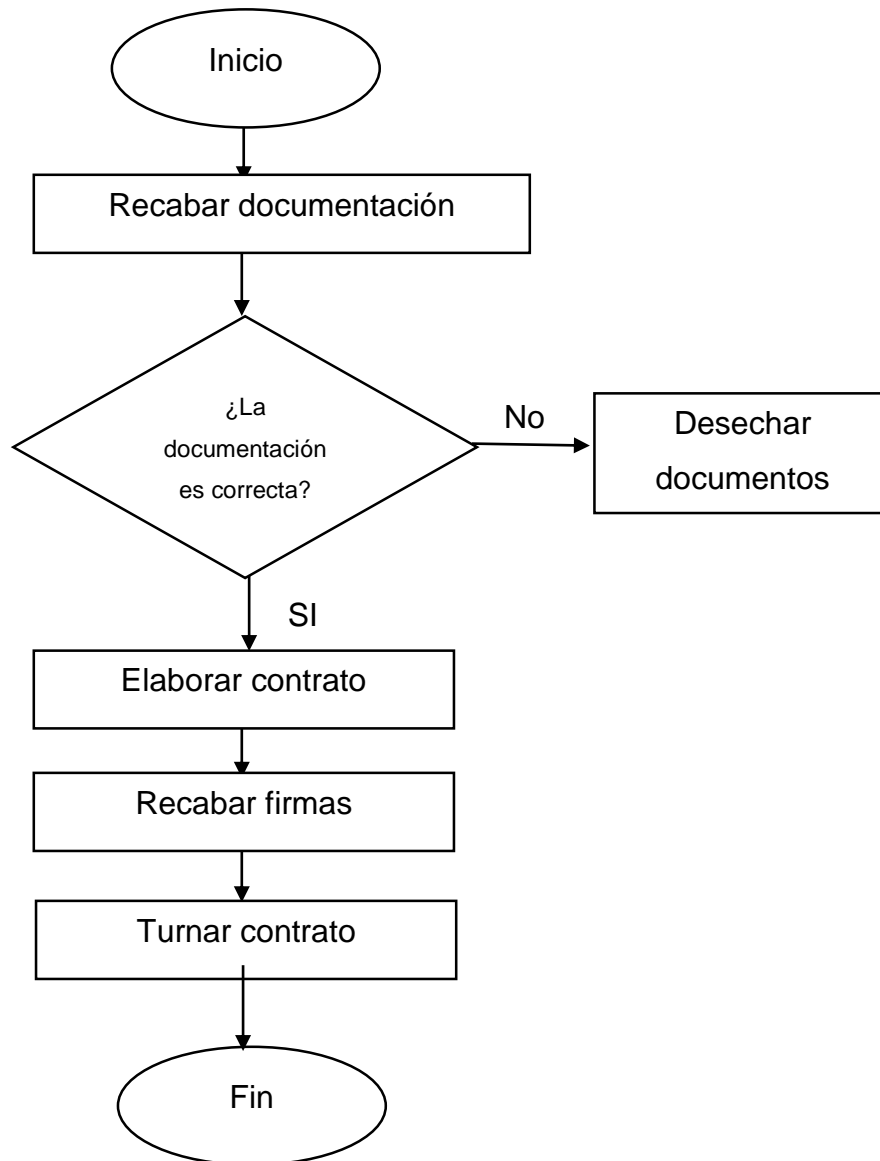 Inicio
Recabar documentación
¿La
documentación
es correcta?
No
Desechar
documentos
SI
Elaborar contrato
Recabar firmas
Turnar contrato
Fin